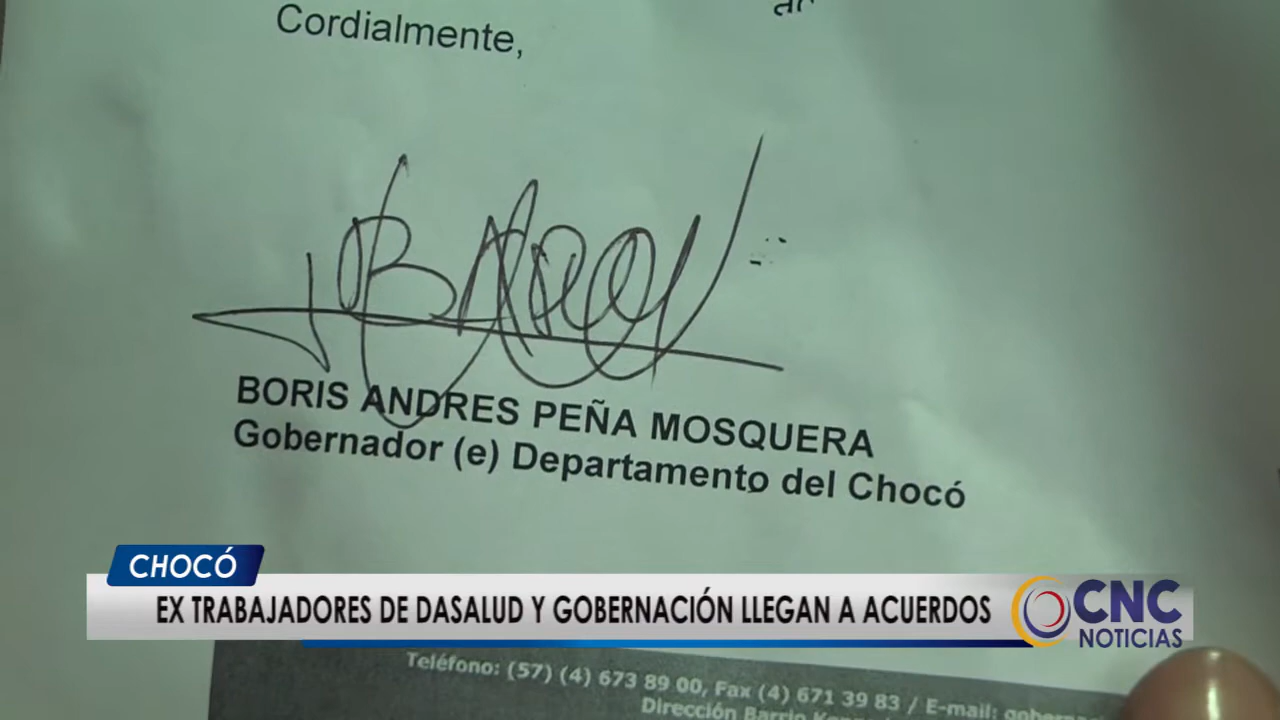 Cordialmente,
BORIS ANDRES PEÑA MOSQUERA
Gobernador (e) Departamento del Chocó
CHOCÓ
EX TRABAJADORES DE DASALUD Y GOBERNACIÓN LLEGAN A ACUERDOS
CNC
NOTICIAS
Teléfono: (57) (4) 673 89 00, Fax (4) 671 39 83 / E-mail:
Dirección Barrio